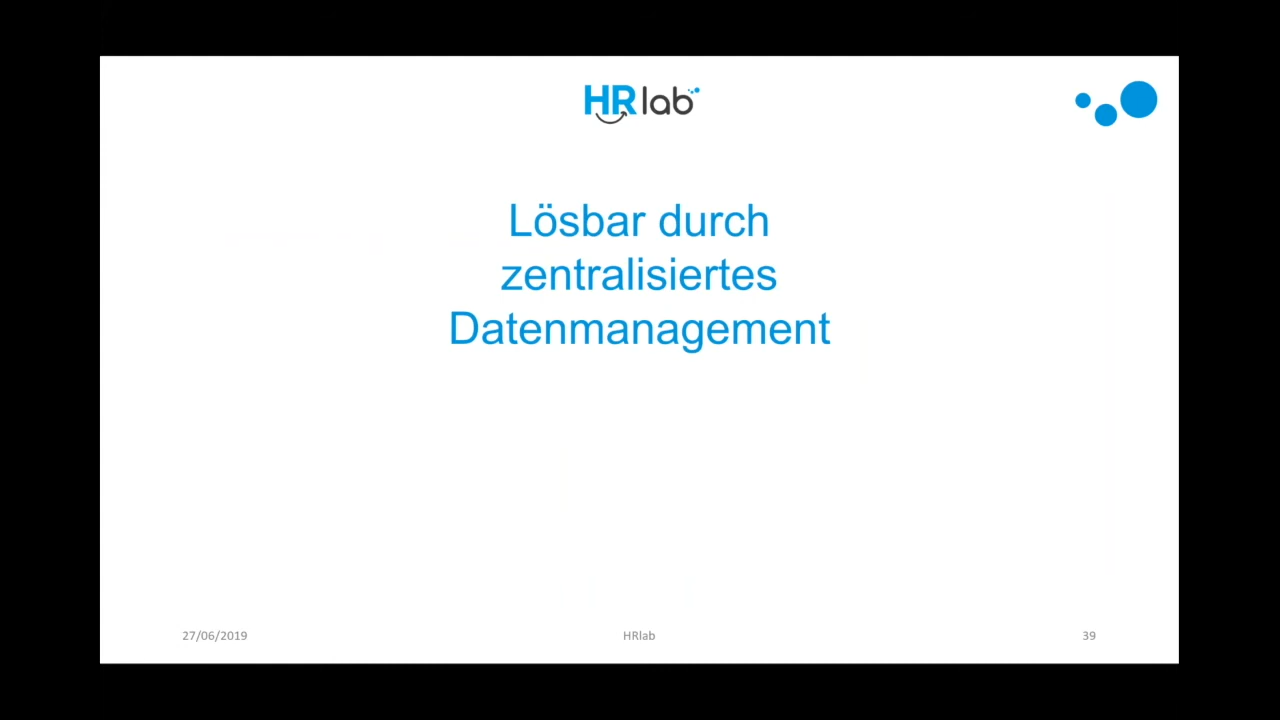 HRlab
Lösbar durch
zentralisiertes
Datenmanagement
27/06/2019
HRlab
39